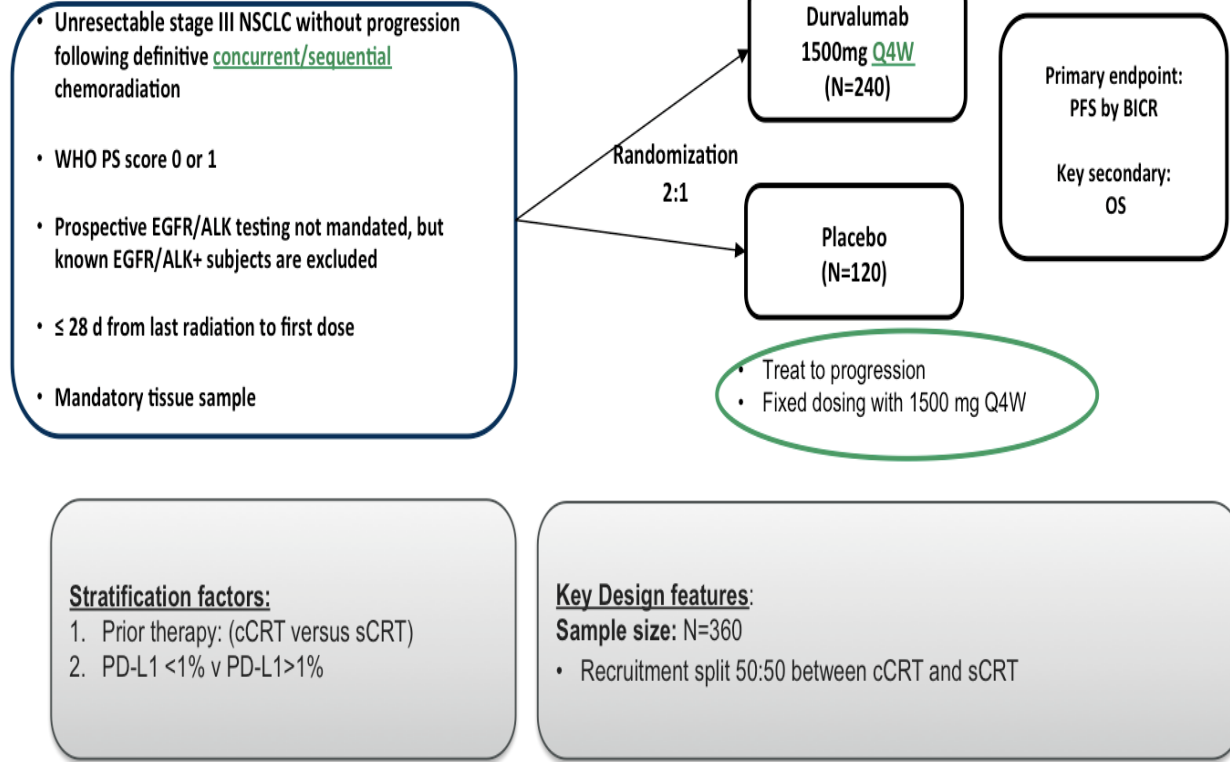 • Unresectable stage III NSCLC without progression
following definitive concurrent/sequential
chemoradiation
• WHO PS score 0 or 1
• Prospective EGFR/ALK testing not mandated, but
known EGFR/ALK+ subjects are excluded
• ≤ 28 d from last radiation to first dose
• Mandatory tissue sample
Randomization
2:1
Durvalumab
1500mg Q4W
(N=240)
Placebo
(N=120)
• Treat to progression
• Fixed dosing with 1500 mg Q4W
Primary endpoint:
PFS by BICR
Key secondary:
OS
Stratification factors:
1. Prior therapy: (cCRT versus sCRT)
2. PD-L1 <1% v PD-L1>1%
Key Design features:
Sample size: N=360
• Recruitment split 50:50 between cCRT and sCRT